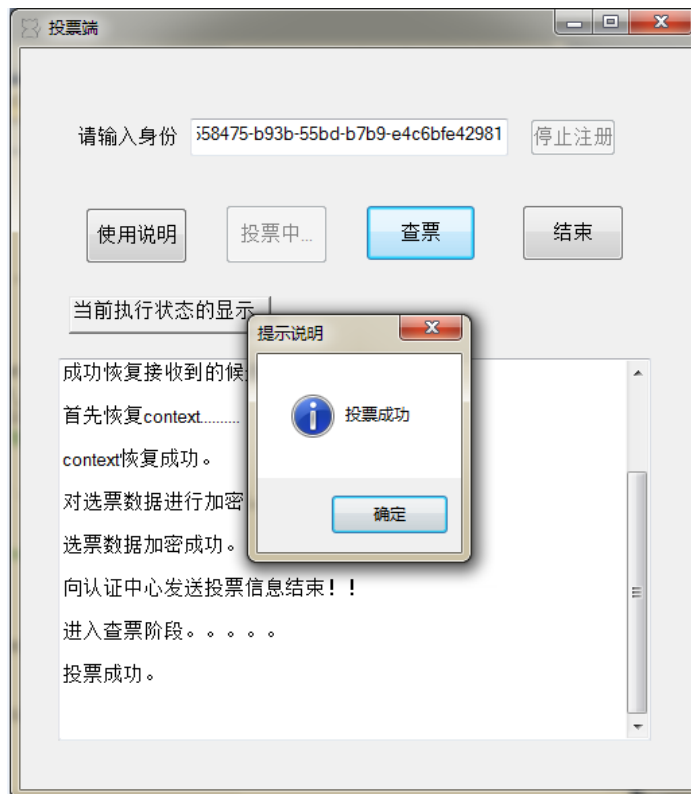 投票端
请输入身份
558475-b93b-55bd-b7b9-e4c6bfe42981
停止注册
使用说明
投票中...
查票
结束
当前执行状态的显示
提示说明
投票成功
确定
成功恢复接收到的候
首先恢复context.........
context恢复成功。
对选票数据进行加密
选票数据加密成功。
向认证中心发送投票信息结束！！
进入查票阶段。。。。。
投票成功。